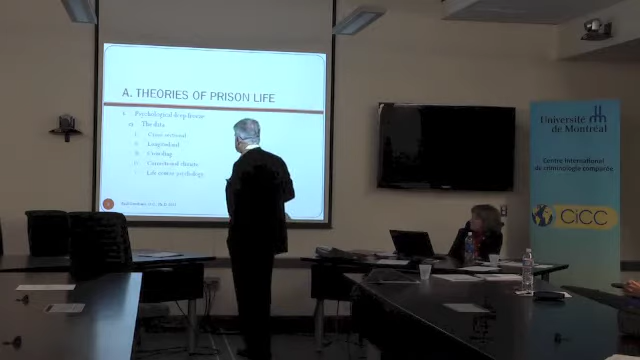 A. THEORIES OF PRISON LIFE
Psychological deep freeze
The data
Cross-sectional
Longitudinal
Crowding
Correctional climate
Life course psychology
Université
de Montréal
Centre international
de criminologie comparée
CiCC